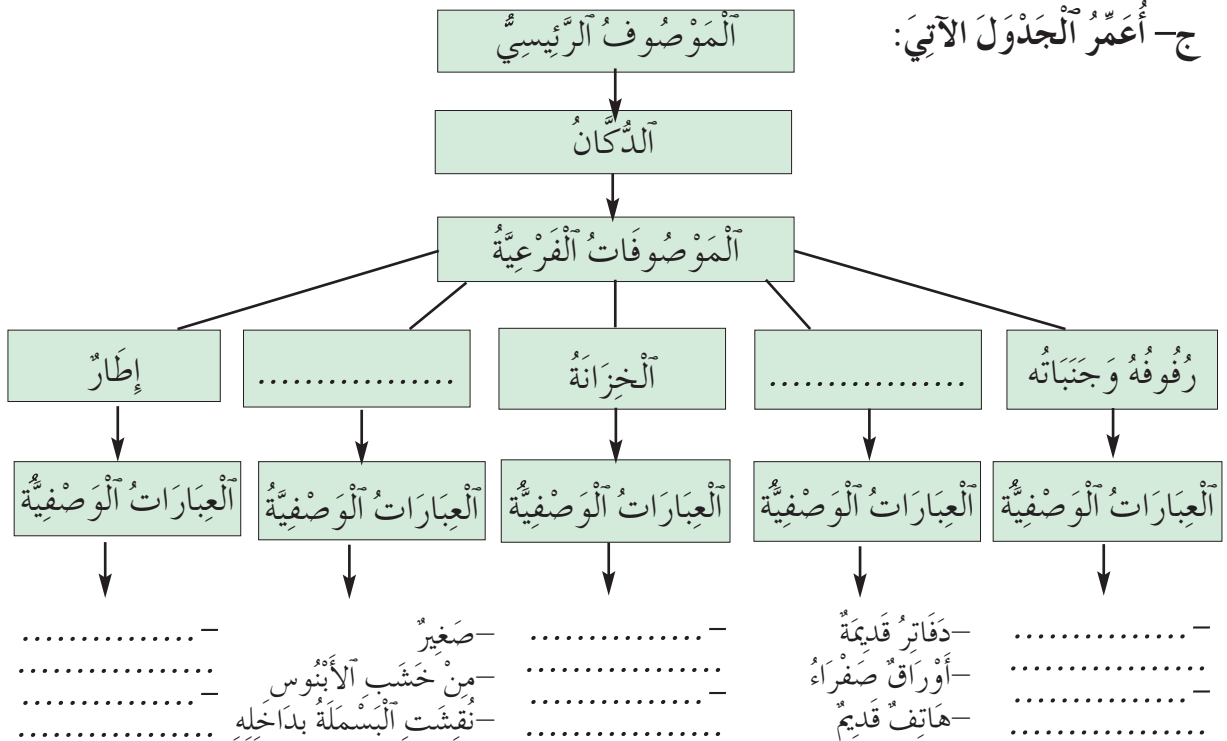 ج– أُعَمِّرُ ٱلْجَدْوَلَ الآتِيَ:
ٱلْمَوْصُوفُ ٱلرَّئِيسِيُّ
ٱلدُّكَّانُ
ٱلْمَوْصُوفَاتُ ٱلْفَرْعِيَّةُ
رُفُوفُهُ وَجَنَبَاتُه
.................
ٱلْخِزَانَةُ
.................
إِطَارٌ
ٱلْعِبَارَاتُ ٱلْوَصْفِيَّةُ
ٱلْعِبَارَاتُ ٱلْوَصْفِيَّةُ
ٱلْعِبَارَاتُ ٱلْوَصْفِيَّةُ
ٱلْعِبَارَاتُ ٱلْوَصْفِيَّةُ
ٱلْعِبَارَاتُ ٱلْوَصْفِيَّة
– ...............
.................
– ...............
.................
–دَفَاتِرُ قَدِيمَةٌ
–أَوْرَاقٌ صَفْرَاءُ
–هَاتِفٌ قَدِيمٌ
– ...............
.................
– ...............
.................
–صَغِيرٌ
–مِنْ خَشَبِ ٱلأَبْنُوس
–نُقِشَتِ ٱلْبَسْمَلَةُ بدَاخَلِهِ
– ...............
.................
– ...............
.................